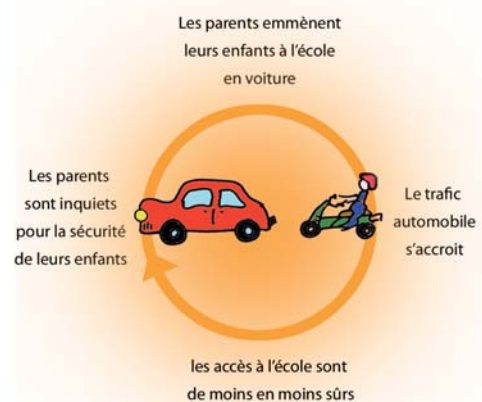 Les parents emmènent
leurs enfants à l'école
en voiture
Le trafic
automobile
s'accroit
les accès à l'école sont
de moins en moins sûrs
Les parents
sont inquiets
pour la sécurité
de leurs enfants